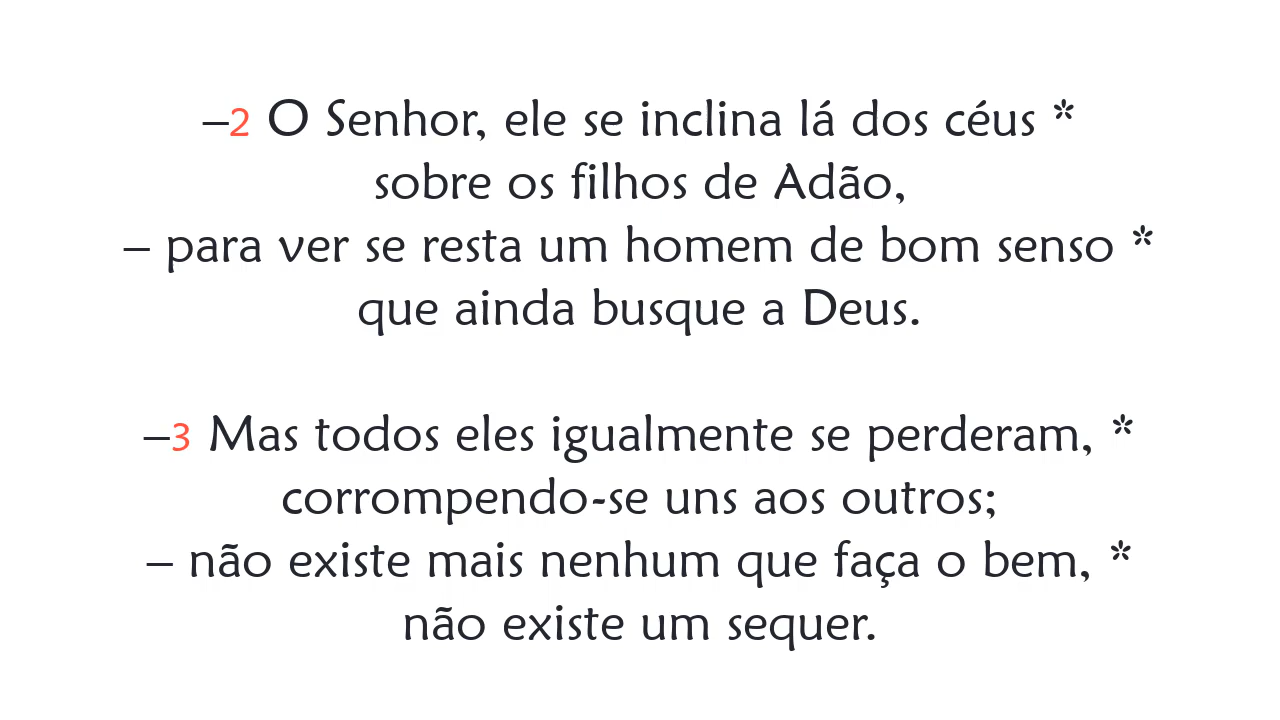 –2 O Senhor, ele se inclina lá dos céus *
sobre os filhos de Adão,
– para ver se resta um homem de bom senso *
que ainda busque a Deus.
–3 Mas todos eles igualmente se perderam, *
corrompendo-se uns aos outros;
– não existe mais nenhum que faça o bem, *
não existe um sequer.